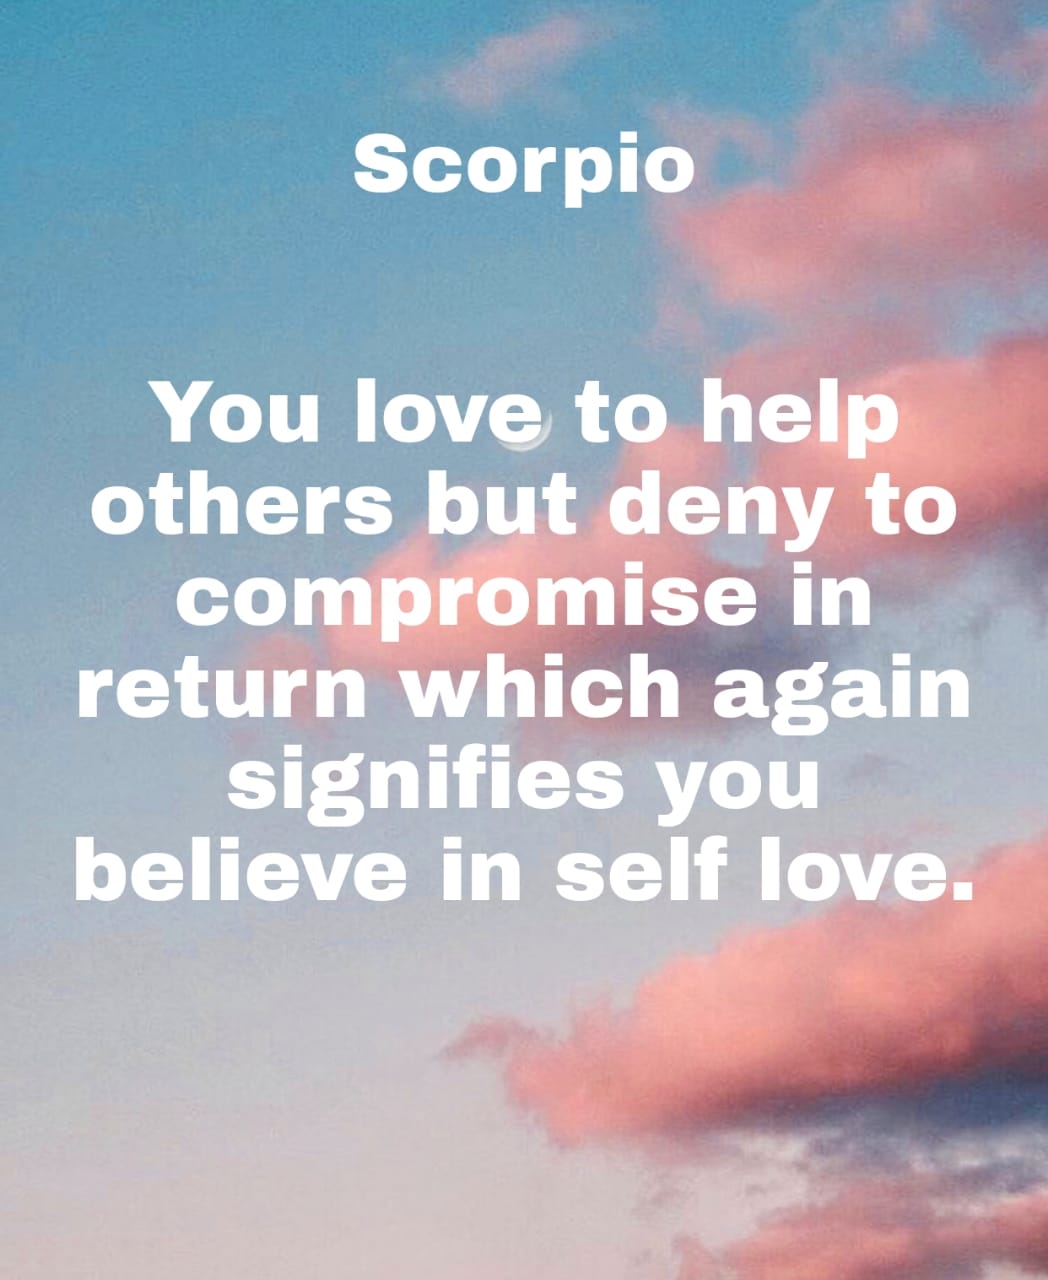 Scorpio
You love to help
others but deny to
compromise in
return which again
signifies you
believe in self love.